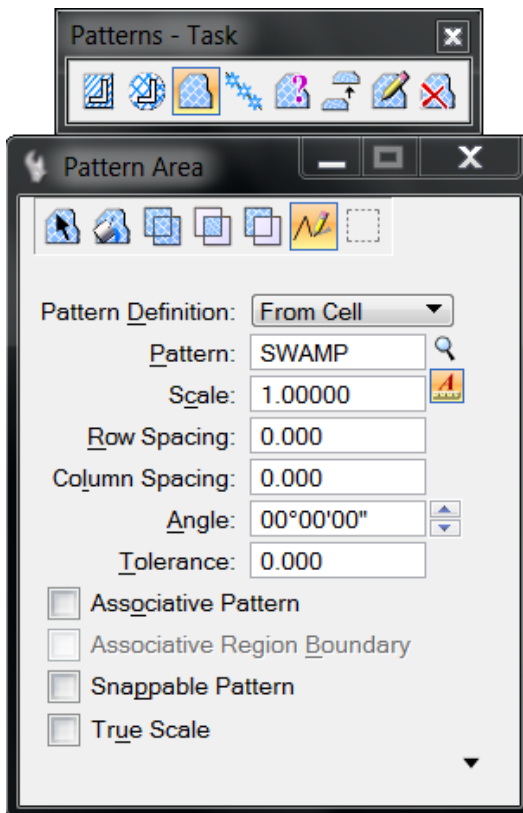 Patterns - Task
Pattern Area
Pattern Definition: From Cell
Pattern: SWAMP
Scale: 1.00000
Row Spacing: 0.000
Column Spacing: 0.000
Angle: 00°00'00"
Tolerance: 0.000
Associative Pattern
Associative Region Boundary
Snappable Pattern
True Scale